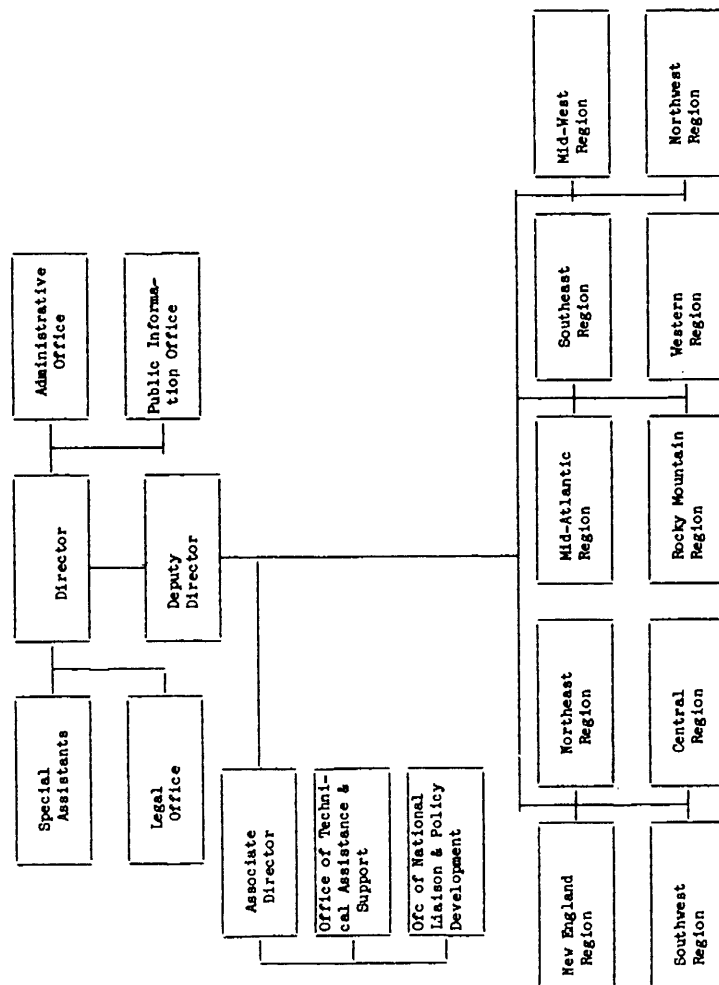 Special
Assistants
Director
Administrative
Office
Legal
Office
Deputy
Director
Public Informa-
tion Office
Associate
Director
Office of Techni-
cal Assistance &
Support
Ofc of National
Liaison & Policy
Development
New England
Region
Northeast
Region
Mid-Atlantic
Region
Southeast
Region
Mid-West
Region
Southwest
Region
Central
Region
Rocky Mountain
Region
Western
Region
Northwest
Region